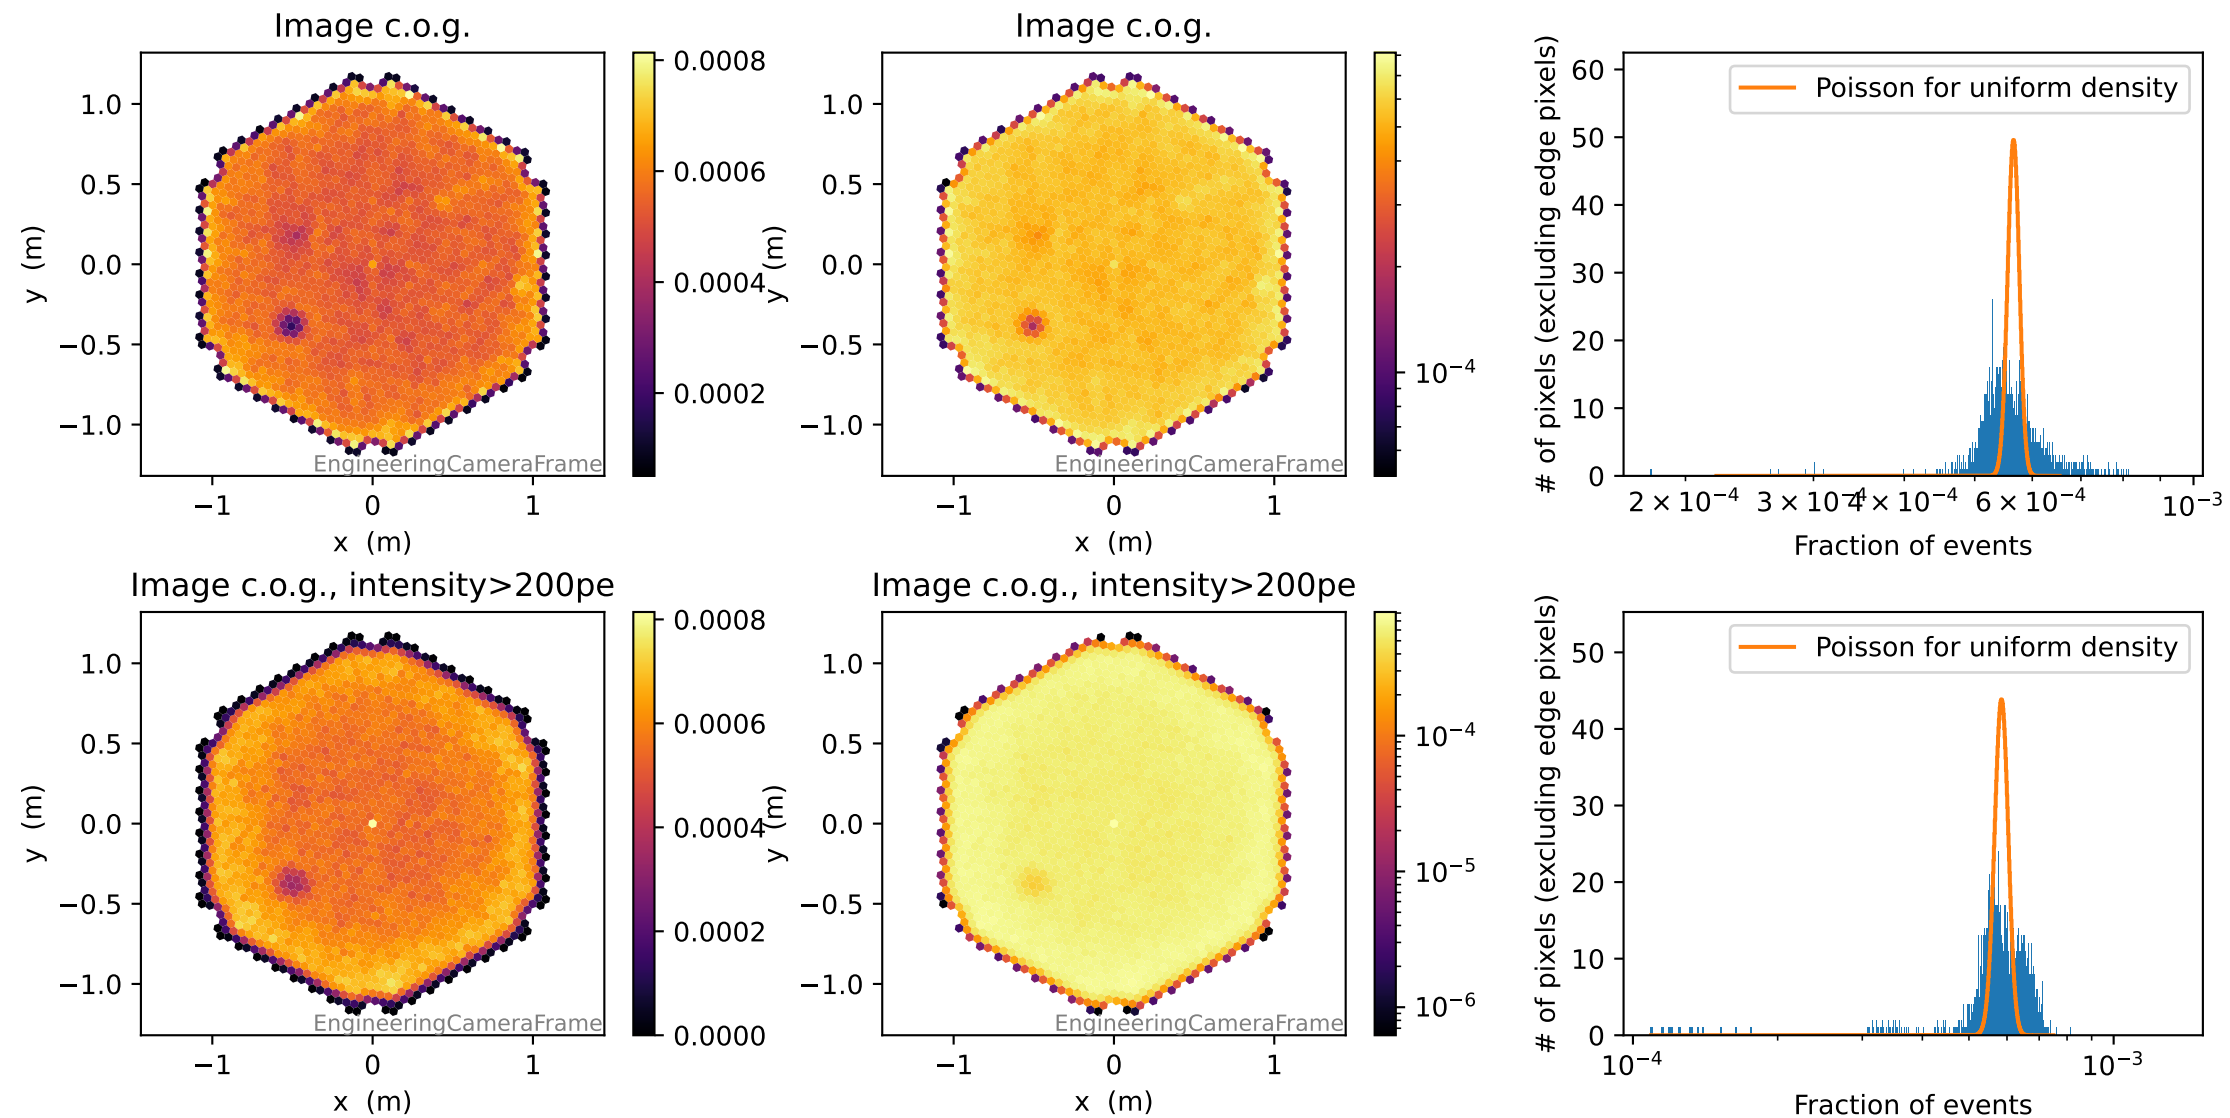 Image c.o.g.
1.0
0.5
0.0
−0.5
−1.0
y (m)
−1
0
1
x (m)
EngineeringCameraFrame
0.0008
0.0006
0.0004
0.0002
Image c.o.g.
1.0
0.5
0.0
−0.5
−1.0
y (m)
−1
0
1
x (m)
EngineeringCameraFrame
10⁻⁴
Poisson for uniform density
60
50
40
30
20
10
0
# of pixels (excluding edge pixels)
2 × 10⁻⁴
3 × 10⁻⁴
4 × 10⁻⁴
6 × 10⁻⁴
10⁻³
Fraction of events
Image c.o.g., intensity>200pe
1.0
0.5
0.0
−0.5
−1.0
y (m)
−1
0
1
x (m)
EngineeringCameraFrame
0.0008
0.0006
0.0004
0.0002
0.0000
Image c.o.g., intensity>200pe
1.0
0.5
0.0
−0.5
−1.0
y (m)
−1
0
1
x (m)
EngineeringCameraFrame
10⁻⁴
10⁻⁵
10⁻⁶
Poisson for uniform density
50
40
30
20
10
0
# of pixels (excluding edge pixels)
10⁻⁴
10⁻³
Fraction of events